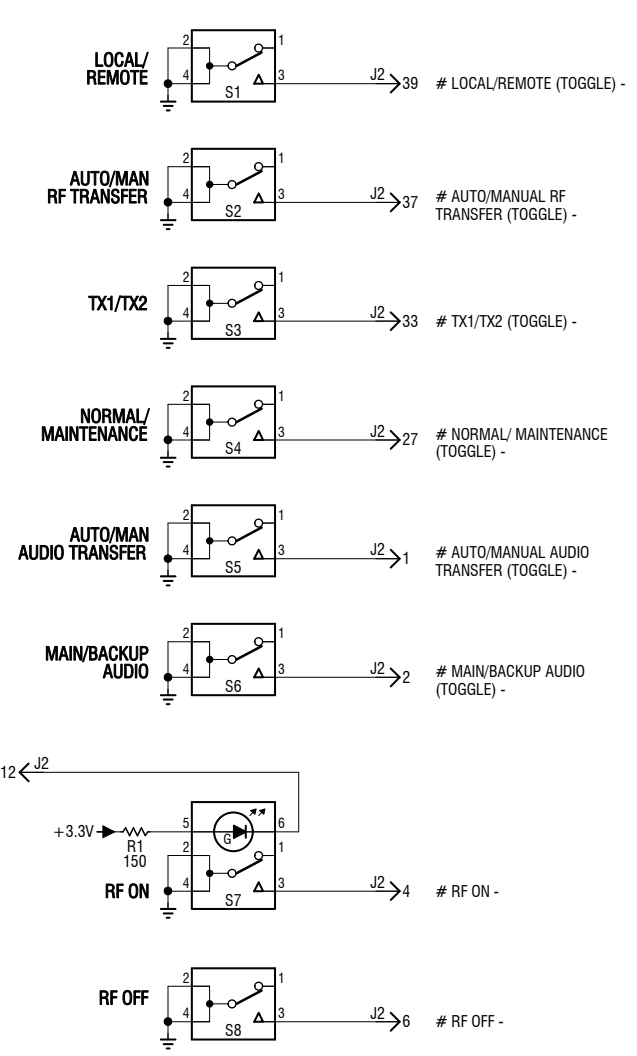 LOCAL/
REMOTE
2 1
4 3
S1
J2 39 # LOCAL/REMOTE (TOGGLE) -
AUTO/MAN
RF TRANSFER
2 1
4 3
S2
J2 37 # AUTO/MANUAL RF
TRANSFER (TOGGLE) -
TX1/TX2
2 1
4 3
S3
J2 33 # TX1/TX2 (TOGGLE) -
NORMAL/
MAINTENANCE
2 1
4 3
S4
J2 27 # NORMAL/ MAINTENANCE
(TOGGLE) -
AUTO/MAN
AUDIO TRANSFER
2 1
4 3
S5
J2 1 # AUTO/MANUAL AUDIO
TRANSFER (TOGGLE) -
MAIN/BACKUP
AUDIO
2 1
4 3
S6
J2 2 # MAIN/BACKUP AUDIO
(TOGGLE) -
12 J2
+3.3V
R1
150
5 6
G
2 1
RF ON
4 3
S7
J2 4 # RF ON -
RF OFF
2 1
4 3
S8
J2 6 # RF OFF -